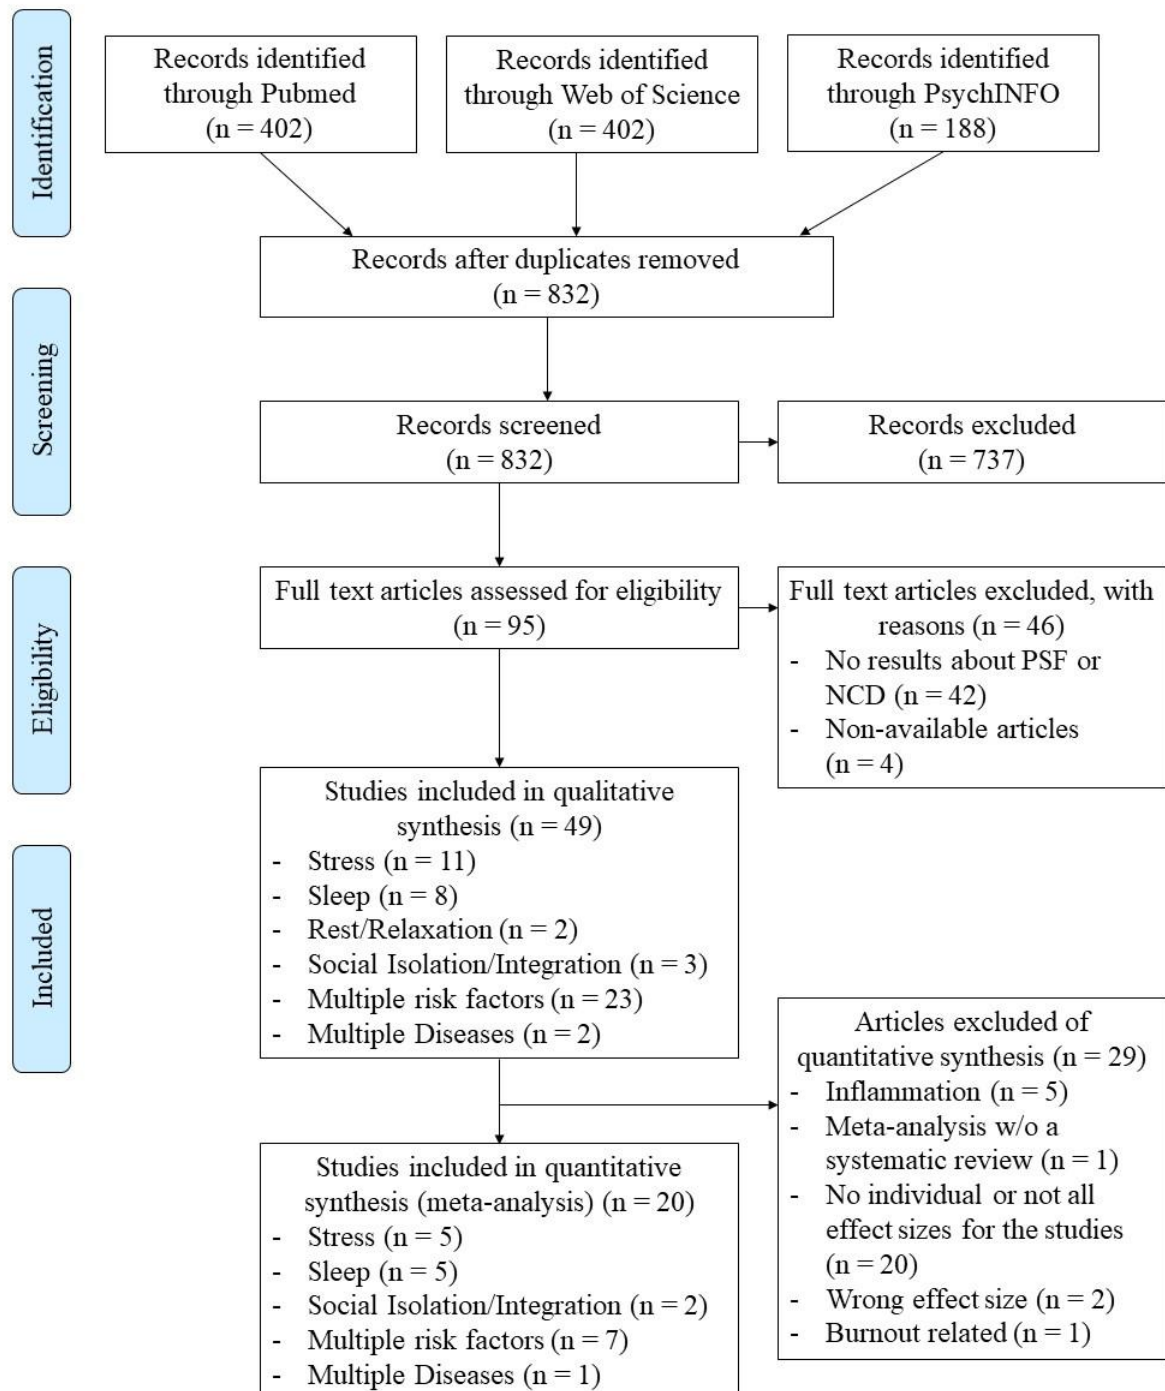 Identification
Records identified
through Pubmed
(n = 402)
Records identified
through Web of Science
(n = 402)
Records identified
through PsychINFO
(n = 188)
Records after duplicates removed
(n = 832)
Screening
Records screened
(n = 832)
Records excluded
(n = 737)
Eligibility
Full text articles assessed for eligibility
(n = 95)
Full text articles excluded, with
reasons (n = 46)
- No results about PSF or
NCD (n = 42)
- Non-available articles
(n = 4)
Included
Studies included in qualitative
synthesis (n = 49)
- Stress (n = 11)
- Sleep (n = 8)
- Rest/Relaxation (n = 2)
- Social Isolation/Integration (n = 3)
- Multiple risk factors (n = 23)
- Multiple Diseases (n = 2)
Articles excluded of
quantitative synthesis (n = 29)
- Inflammation (n = 5)
- Meta-analysis w/o a
systematic review (n = 1)
- No individual or not all
effect sizes for the studies
(n = 20)
- Wrong effect size (n = 2)
- Burnout related (n = 1)
Studies included in quantitative
synthesis (meta-analysis) (n = 20)
- Stress (n = 5)
- Sleep (n = 5)
- Social Isolation/Integration (n = 2)
- Multiple risk factors (n = 7)
- Multiple Diseases (n = 1)